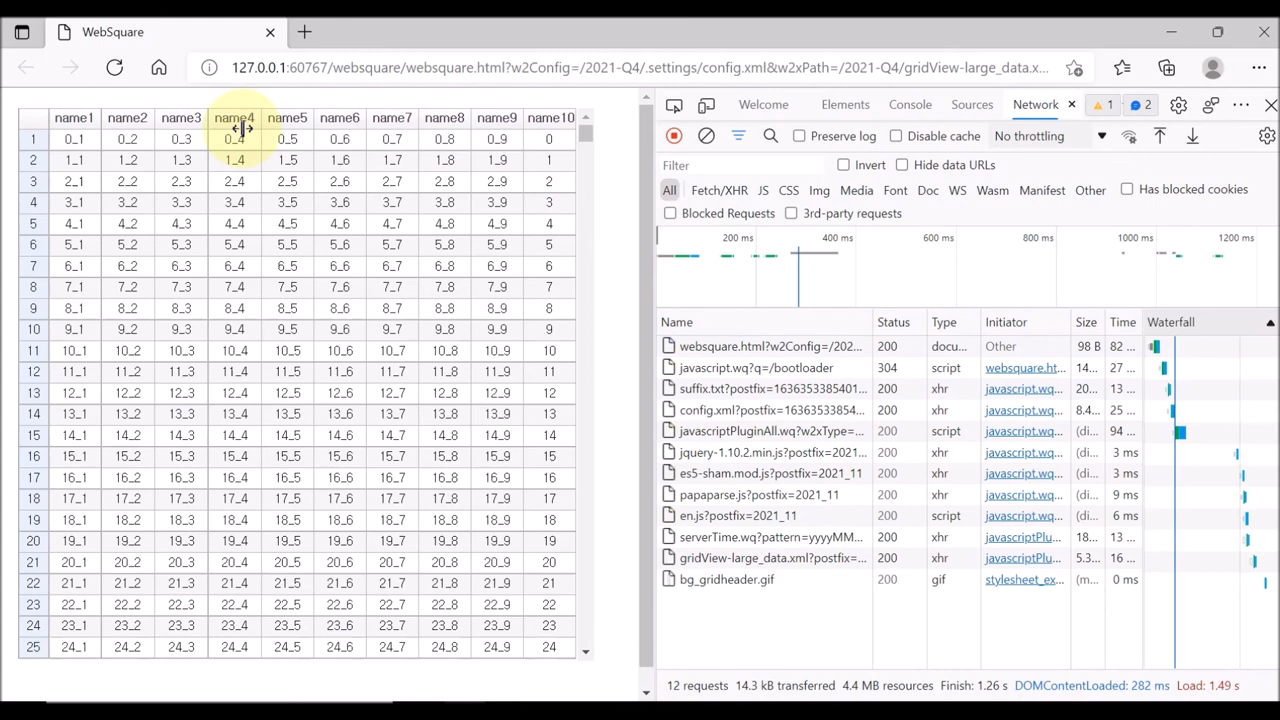 WebSquare
127.0.0.1:60767/websquare/websquare.html?w2Config=/2021-Q4/.settings/config.xml&w2xPath=/2021-Q4/gridView-large_data.x...
name1 name2 name3 name4 name5 name6 name7 name8 name9 name10
1 0_1 0_2 0_3 0_4 0_5 0_6 0_7 0_8 0_9 0
2 1_1 1_2 1_3 1_4 1_5 1_6 1_7 1_8 1_9 1
3 2_1 2_2 2_3 2_4 2_5 2_6 2_7 2_8 2_9 2
4 3_1 3_2 3_3 3_4 3_5 3_6 3_7 3_8 3_9 3
5 4_1 4_2 4_3 4_4 4_5 4_6 4_7 4_8 4_9 4
6 5_1 5_2 5_3 5_4 5_5 5_6 5_7 5_8 5_9 5
7 6_1 6_2 6_3 6_4 6_5 6_6 6_7 6_8 6_9 6
8 7_1 7_2 7_3 7_4 7_5 7_6 7_7 7_8 7_9 7
9 8_1 8_2 8_3 8_4 8_5 8_6 8_7 8_8 8_9 8
10 9_1 9_2 9_3 9_4 9_5 9_6 9_7 9_8 9_9 9
11 10_1 10_2 10_3 10_4 10_5 10_6 10_7 10_8 10_9 10
12 11_1 11_2 11_3 11_4 11_5 11_6 11_7 11_8 11_9 11
13 12_1 12_2 12_3 12_4 12_5 12_6 12_7 12_8 12_9 12
14 13_1 13_2 13_3 13_4 13_5 13_6 13_7 13_8 13_9 13
15 14_1 14_2 14_3 14_4 14_5 14_6 14_7 14_8 14_9 14
16 15_1 15_2 15_3 15_4 15_5 15_6 15_7 15_8 15_9 15
17 16_1 16_2 16_3 16_4 16_5 16_6 16_7 16_8 16_9 16
18 17_1 17_2 17_3 17_4 17_5 17_6 17_7 17_8 17_9 17
19 18_1 18_2 18_3 18_4 18_5 18_6 18_7 18_8 18_9 18
20 19_1 19_2 19_3 19_4 19_5 19_6 19_7 19_8 19_9 19
21 20_1 20_2 20_3 20_4 20_5 20_6 20_7 20_8 20_9 20
22 21_1 21_2 21_3 21_4 21_5 21_6 21_7 21_8 21_9 21
23 22_1 22_2 22_3 22_4 22_5 22_6 22_7 22_8 22_9 22
24 23_1 23_2 23_3 23_4 23_5 23_6 23_7 23_8 23_9 23
25 24_1 24_2 24_3 24_4 24_5 24_6 24_7 24_8 24_9 24
Welcome Elements Console Sources Network 1 2
Preserve log Disable cache No throttling
Filter Invert Hide data URLs
All Fetch/XHR JS CSS Img Media Font Doc WS Wasm Manifest Other Has blocked cookies
Blocked Requests 3rd-party requests
200 ms 400 ms 600 ms 800 ms 1000 ms 1200 ms
Name Status Type Initiator Size Time Waterfall
websquare.html?w2Config=/202... 200 docu... Other 98 B 82 ...
javascript.wq?q=/bootloader 304 script websquare.ht... 14... 27 ...
suffix.txt?postfix=1636353385401... 200 xhr javascript.wq... 20... 13 ...
config.xml?postfix=16363533854... 200 xhr javascript.wq... 8.4... 25 ...
javascriptPluginAll.wq?w2xType=... 200 script javascript.wq... (di... 94 ...
jquery-1.10.2.min.js?postfix=20... 200 xhr javascript.wq... (di... 3 ms
es5-sham.mod.js?postfix=2021_11 200 xhr javascript.wq... (di... 3 ms
papaparse.js?postfix=2021_11 200 xhr javascript.wq... (di... 9 ms
en.js?postfix=2021_11 200 script javascript.wq... (di... 6 ms
serverTime.wq?pattern=yyyyMM... 200 xhr javascriptPlu... 18... 13 ...
gridView-large_data.xml?postfix=... 200 xhr javascriptPlu... 5.3... 16 ...
bg_gridheader.gif 200 gif stylesheet_ex... (m... 0 ms
12 requests 14.3 kB transferred 4.4 MB resources Finish: 1.26 s DOMContentLoaded: 282 ms Load: 1.49 s